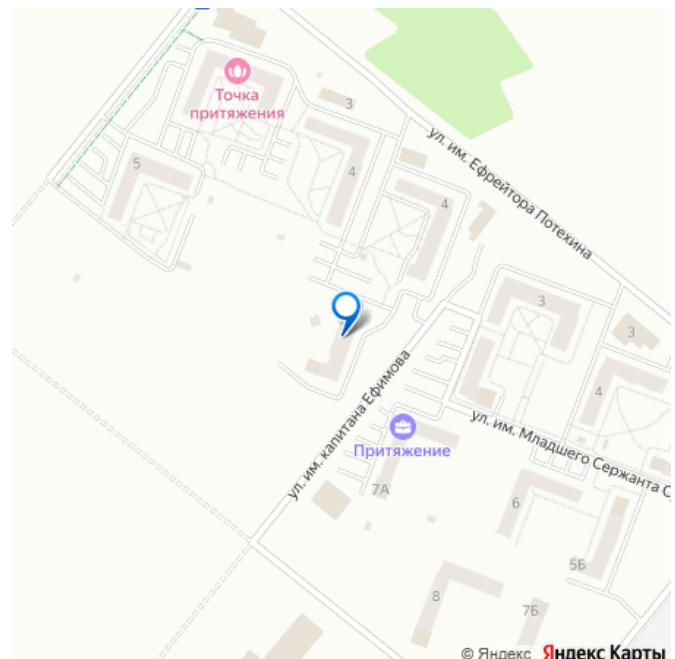 Точка
притяжения
3
ул. им. Ефрейтора Потехина
5
4
4
3
3
4
ул. им. капитана Ефимова
Притяжение
ул. им. Младшего Сержанта С
7А
6
5Б
8
7Б
© Яндекс Яндекс Карты